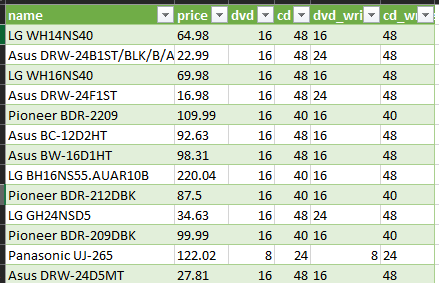 name price dvd cd dvd_wri cd_wr
LG WH14NS40 64.98 16 48 16 48
Asus DRW-24B1ST/BLK/B/A 22.99 16 48 24 48
LG WH16NS40 69.98 16 48 16 48
Asus DRW-24F1ST 16.98 16 48 24 48
Pioneer BDR-2209 109.99 16 40 16 40
Asus BC-12D2HT 92.63 16 48 16 48
Asus BW-16D1HT 98.31 16 48 16 48
LG BH16NS55.AUAR10B 220.04 16 40 16 48
Pioneer BDR-212DBK 87.5 16 40 16 40
LG GH24NSD5 34.63 16 48 24 48
Pioneer BDR-209DBK 99.99 16 40 16 40
Panasonic UJ-265 122.02 8 24 8 24
Asus DRW-24D5MT 27.81 16 48 16 48